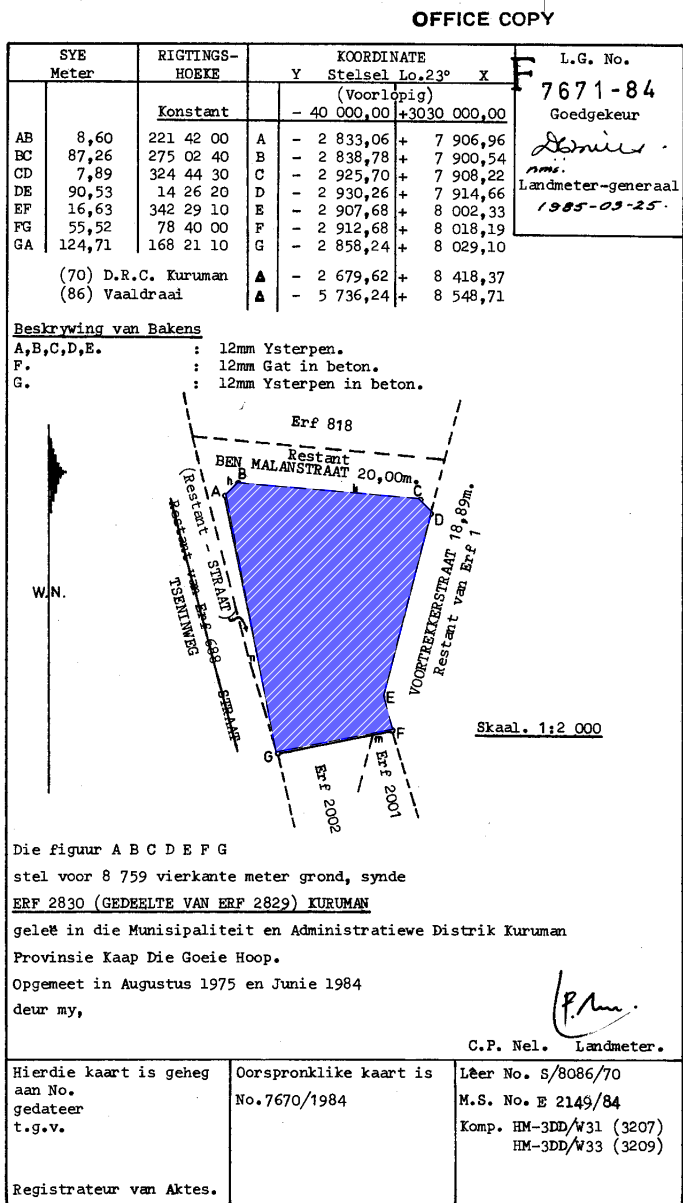 OFFICE COPY
SYE Meter RIGTINGS-HOEKE KOORDINATE Y Stelsel Lo.23° X
(Voorlopig)
Konstant - 40 000,00 +3030 000,00
AB 8,60 221 42 00 A - 2 833,06 + 7 906,96
BC 87,26 275 02 40 B - 2 838,78 + 7 900,54
CD 7,89 324 44 30 C - 2 925,70 + 7 908,22
DE 90,53 14 26 20 D - 2 930,26 + 7 914,66
EF 16,63 342 29 10 E - 2 907,68 + 8 002,33
FG 55,52 78 40 00 F - 2 912,68 + 8 018,19
GA 124,71 168 21 10 G - 2 858,24 + 8 029,10
(70) D.R.C. Kuruman Δ - 2 679,62 + 8 418,37
(86) Vaaldraai Δ - 5 736,24 + 8 548,71
L.G. No.
F 7671-84
Goedgekeur
nms.
Landmeter-generaal
1985-03-25.
Beskrywing van Bakens
A,B,C,D,E. : 12mm Ysterpen.
F. : 12mm Gat in beton.
G. : 12mm Ysterpen in beton.
Erf 818
Restant
BEN MALANSTRAAT 20,00m.
h B k
A C
D
(Restant - STRAAT)
Restant van Erf 688 STRAAT
TSENINWEG
VOORTREKKERSTRAAT 18,89m.
Restant van Erf 1
W.N.
E
F
m
G
Skaal. 1:2 000
Erf 2002
Erf 2001
Die figuur A B C D E F G
stel voor 8 759 vierkante meter grond, synde
ERF 2830 (GEDEELTE VAN ERF 2829) KURUMAN
geleë in die Munisipaliteit en Administratiewe Distrik Kuruman
Provinsie Kaap Die Goeie Hoop.
Opgemeet in Augustus 1975 en Junie 1984
deur my,
C.P. Nel. Landmeter.
Hierdie kaart is geheg
aan No.
gedateer
t.g.v.
Registrateur van Aktes.
Oorspronklike kaart is
No.7670/1984
Lêer No. S/8086/70
M.S. No. E 2149/84
Komp. HM-3DD/W31 (3207)
HM-3DD/W33 (3209)